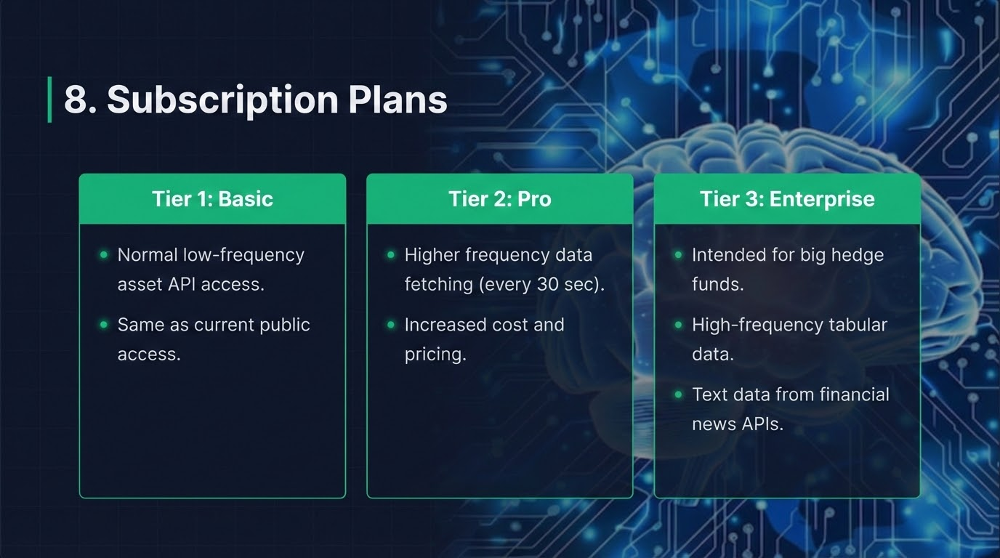 8. Subscription Plans
Tier 1: Basic
Normal low-frequency
asset API access.
Same as current public
access.
Tier 2: Pro
Higher frequency data
fetching (every 30 sec).
Increased cost and
pricing.
Tier 3: Enterprise
Intended for big hedge
funds.
High-frequency tabular
data.
Text data from financial
news APIs.